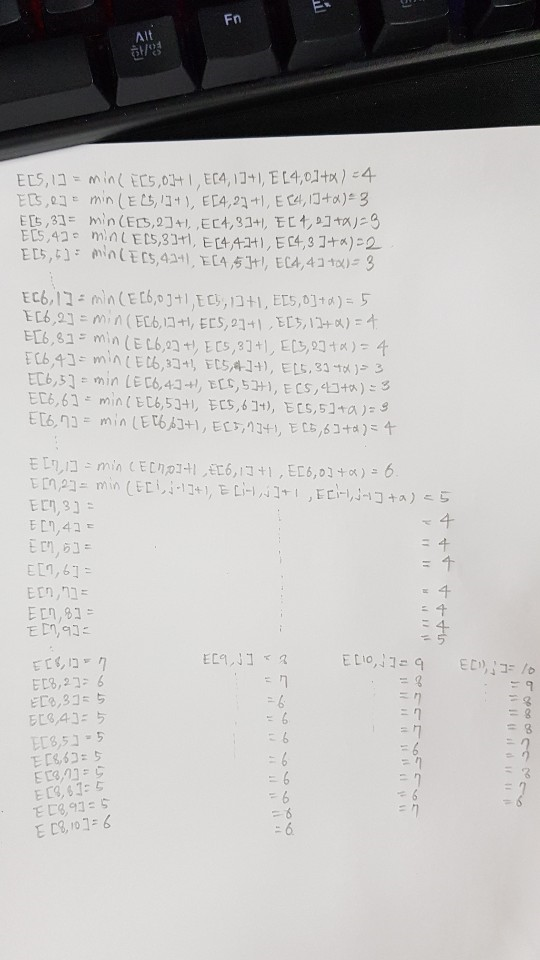 Alt
한/영
Fn
E[5,1] = min( E[5,0]+1, E[4,1]+1, E[4,0]+α) = 4
E[5,2] = min( E[5,1]+1, E[4,2]+1, E[4,1]+α) = 3
E[5,3] = min( E[5,2]+1, E[4,3]+1, E[4,2]+α) = 3
E[5,4] = min( E[5,3]+1, E[4,4]+1, E[4,3]+α) = 2
E[5,5] = min( E[5,4]+1, E[4,5]+1, E[4,4]+α) = 3
⋮
E[6,1] = min( E[6,0]+1, E[5,1]+1, E[5,0]+α) = 5
E[6,2] = min( E[6,1]+1, E[5,2]+1, E[5,1]+α) = 4
E[6,3] = min( E[6,2]+1, E[5,3]+1, E[5,2]+α) = 4
E[6,4] = min( E[6,3]+1, E[5,4]+1, E[5,3]+α) = 3
E[6,5] = min( E[6,4]+1, E[5,5]+1, E[5,4]+α) = 3
E[6,6] = min( E[6,5]+1, E[5,6]+1, E[5,5]+α) = 3
E[6,7] = min( E[6,6]+1, E[5,7]+1, E[5,6]+α) = 4
⋮
E[7,1] = min( E[7,0]+1, E[6,1]+1, E[6,0]+α) = 6
E[7,2] = min( E[i,j-1]+1, E[i-1,j]+1, E[i-1,j-1]+α) = 5
E[7,3] = = 4
E[7,4] = = 4
E[7,5] = = 4
E[7,6] = = 4
E[7,7] = = 4
E[7,8] = = 4
E[7,9] = = 5
⋮
E[8,1] = 7 E[9,j] = 8 E[10,j] = 9 E[11,j] = 10
E[8,2] = 6 = 7 = 8 = 9
E[8,3] = 5 = 6 = 7 = 8
E[8,4] = 5 = 6 = 7 = 8
E[8,5] = 5 = 6 = 7 = 8
E[8,6] = 5 = 6 = 6 = 7
E[8,7] = 5 = 6 = 7 = 7
E[8,8] = 5 = 6 = 7 = 8
E[8,9] = 5 = 6 = 6 = 7
E[8,10] = 6 = 6 = 7 = 6